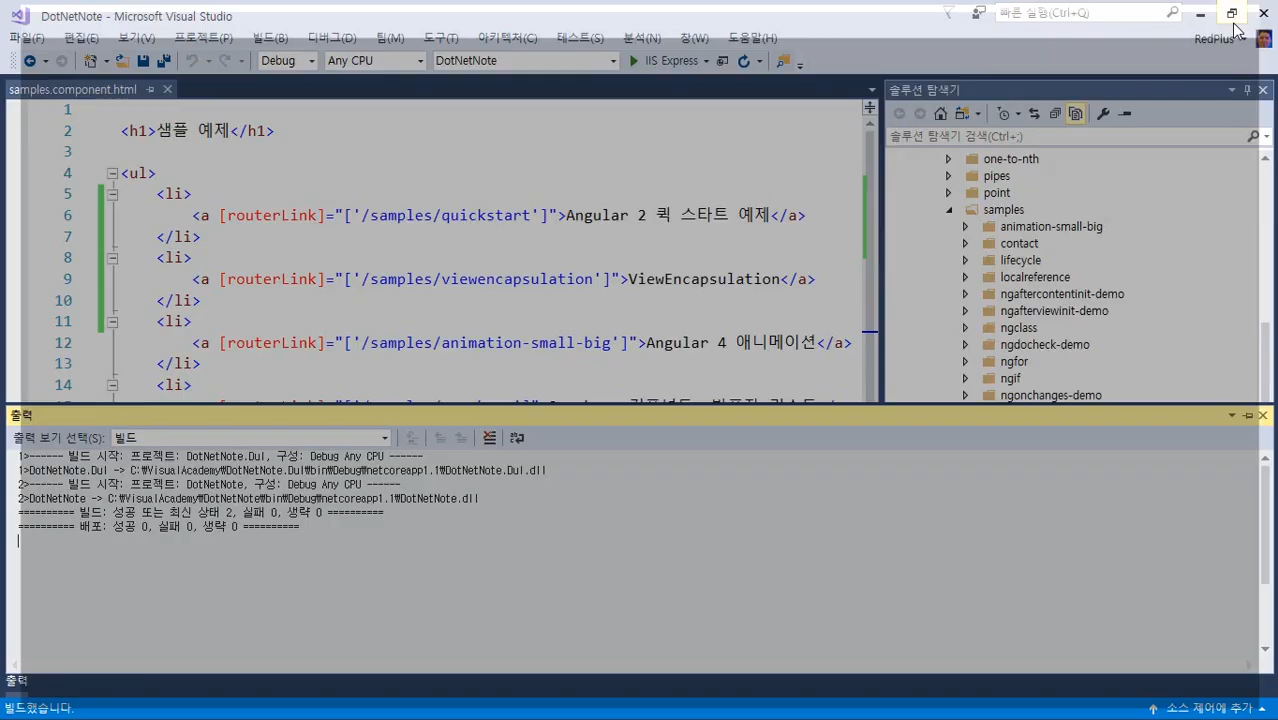 DotNetNote - Microsoft Visual Studio
빠른 실행(Ctrl+Q)
파일(F) 편집(E) 보기(V) 프로젝트(P) 빌드(B) 디버그(D) 팀(M) 도구(T) 아키텍처(C) 테스트(S) 분석(N) 창(W) 도움말(H)
RedPlus
Debug Any CPU DotNetNote IIS Express
samples.component.html
1
2 <h1>샘플 예제</h1>
3
4 <ul>
5 <li>
6 <a [routerLink]="['/samples/quickstart']">Angular 2 퀵 스타트 예제</a>
7 </li>
8 <li>
9 <a [routerLink]="['/samples/viewencapsulation']">ViewEncapsulation</a>
10 </li>
11 <li>
12 <a [routerLink]="['/samples/animation-small-big']">Angular 4 애니메이션</a>
13 </li>
14 <li>
솔루션 탐색기
솔루션 탐색기 검색(Ctrl+;)
one-to-nth
pipes
point
samples
animation-small-big
contact
lifecycle
localreference
ngaftercontentinit-demo
ngafterviewinit-demo
ngclass
ngdocheck-demo
ngfor
ngif
ngonchanges-demo
출력
출력 보기 선택(S): 빌드
1>------ 빌드 시작: 프로젝트: DotNetNote.Dul, 구성: Debug Any CPU ------
1>DotNetNote.Dul -> C:₩VisualAcademy₩DotNetNote.Dul₩bin₩Debug₩netcoreapp1.1₩DotNetNote.Dul.dll
2>------ 빌드 시작: 프로젝트: DotNetNote, 구성: Debug Any CPU ------
2>DotNetNote -> C:₩VisualAcademy₩DotNetNote₩bin₩Debug₩netcoreapp1.1₩DotNetNote.dll
========== 빌드: 성공 또는 최신 상태 2, 실패 0, 생략 0 ==========
========== 배포: 성공 0, 실패 0, 생략 0 ==========
출력
빌드했습니다.
소스 제어에 추가